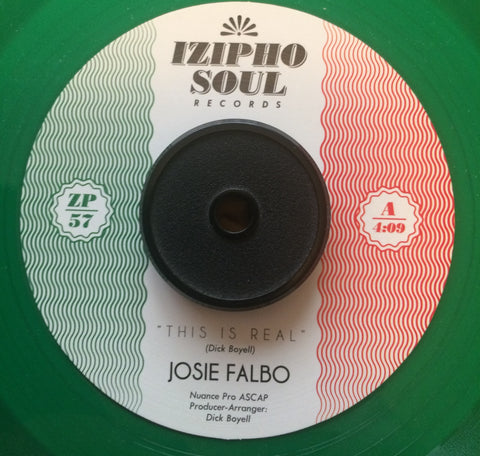 IZIPHO
SOUL
RECORDS
ZP
57
A
4:09
"THIS IS REAL"
(Dick Boyell)
JOSIE FALBO
Nuance Pro ASCAP
Producer-Arranger:
Dick Boyell